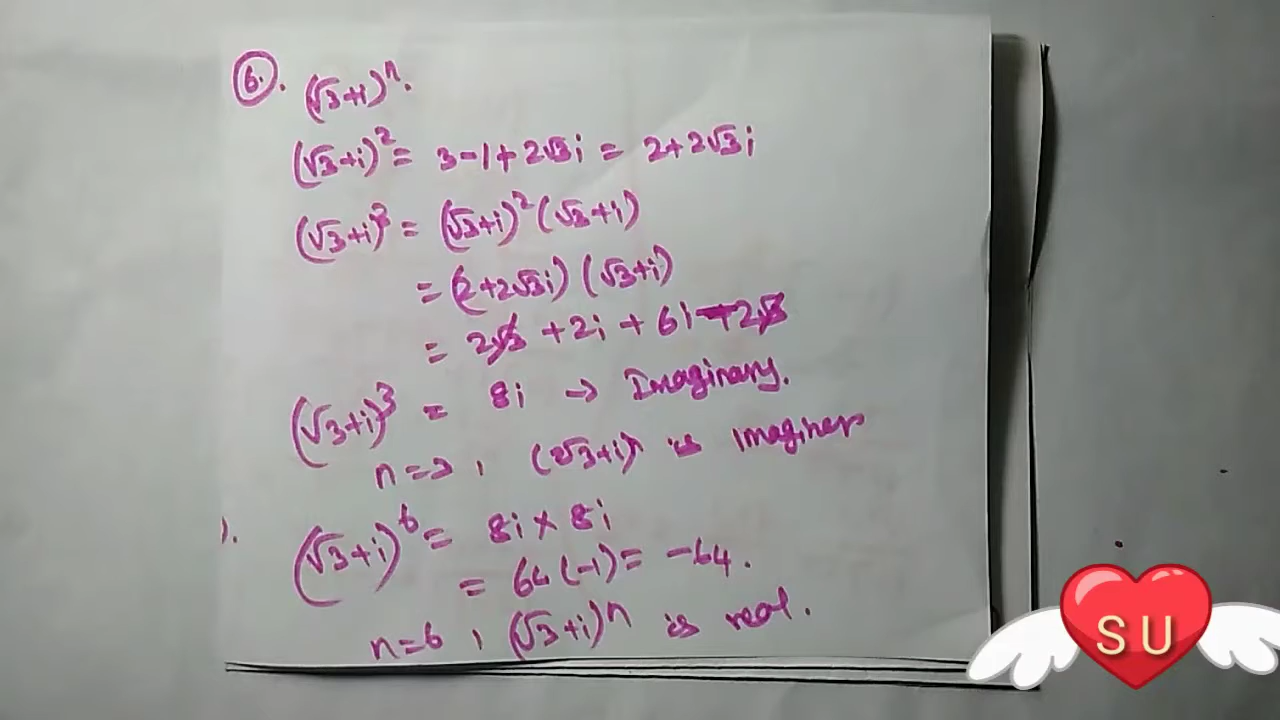 6. (√3+i)ⁿ.
(√3+i)² = 3-1+2√3i = 2+2√3i
(√3+i)³ = (√3+i)² (√3+i)
= (2+2√3i) (√3+i)
= 2√3 + 2i + 6i - 2√3
(√3+i)³ = 8i → Imaginary.
n=3, (√3+i)ⁿ is Imaginary
). (√3+i)⁶ = 8i × 8i
= 64(-1) = -64.
n=6, (√3+i)ⁿ is real.
SU